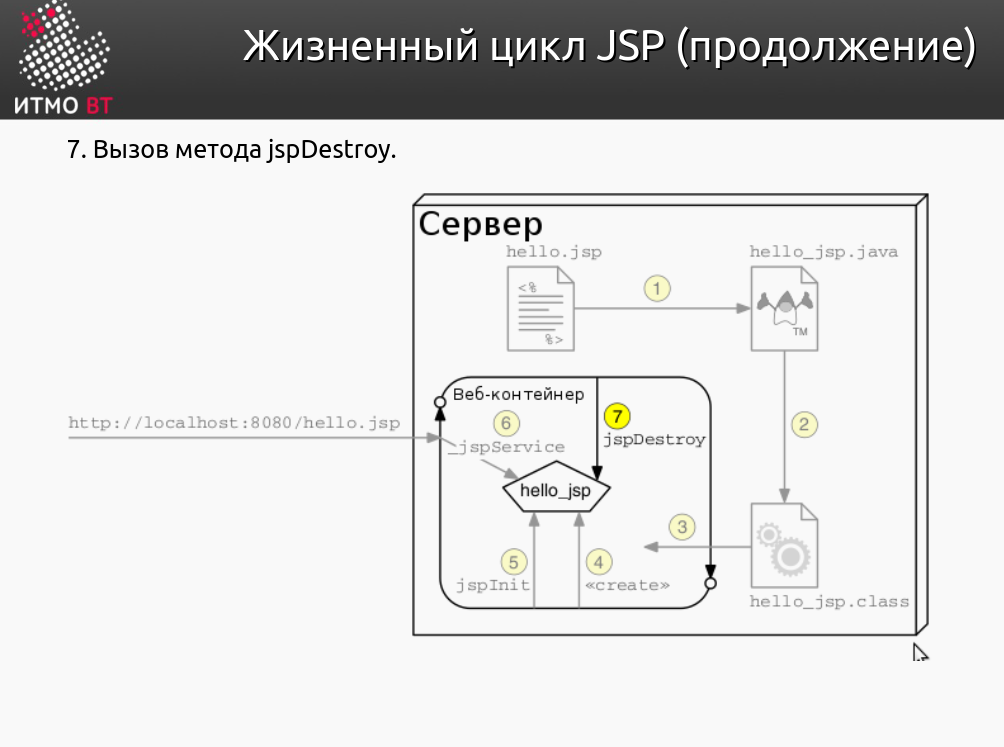 ИТМО ВТ
Жизненный цикл JSP (продолжение)
7. Вызов метода jspDestroy.
Сервер
hello.jsp
hello_jsp.java
<%
%>
1
TM
Веб-контейнер
http://localhost:8080/hello.jsp
6
7
2
_jspService
jspDestroy
hello_jsp
3
5
4
jspInit
«create»
hello_jsp.class